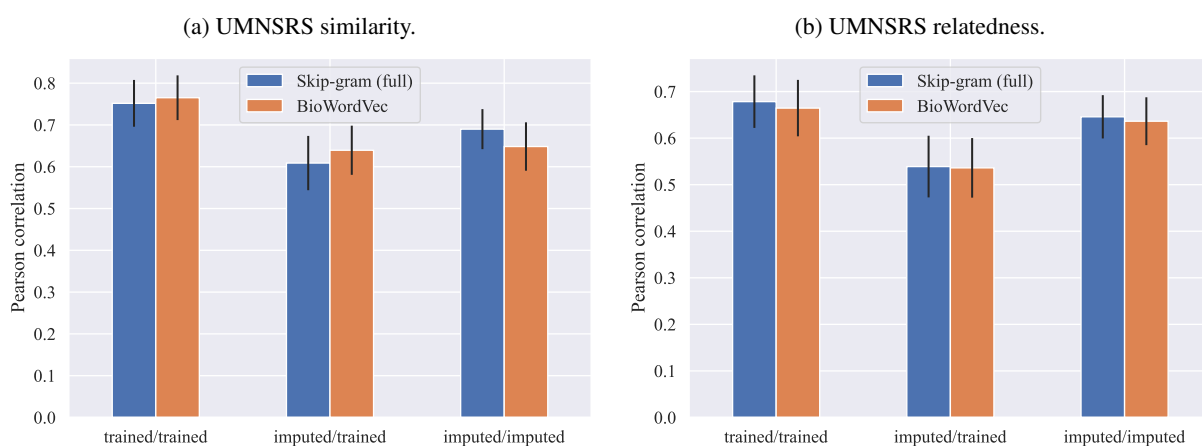 (a) UMNSRS similarity.
Pearson correlation
0.8
0.7
0.6
0.5
0.4
0.3
0.2
0.1
0.0
Skip-gram (full)
BioWordVec
trained/trained
imputed/trained
imputed/imputed
(b) UMNSRS relatedness.
Pearson correlation
0.7
0.6
0.5
0.4
0.3
0.2
0.1
0.0
Skip-gram (full)
BioWordVec
trained/trained
imputed/trained
imputed/imputed